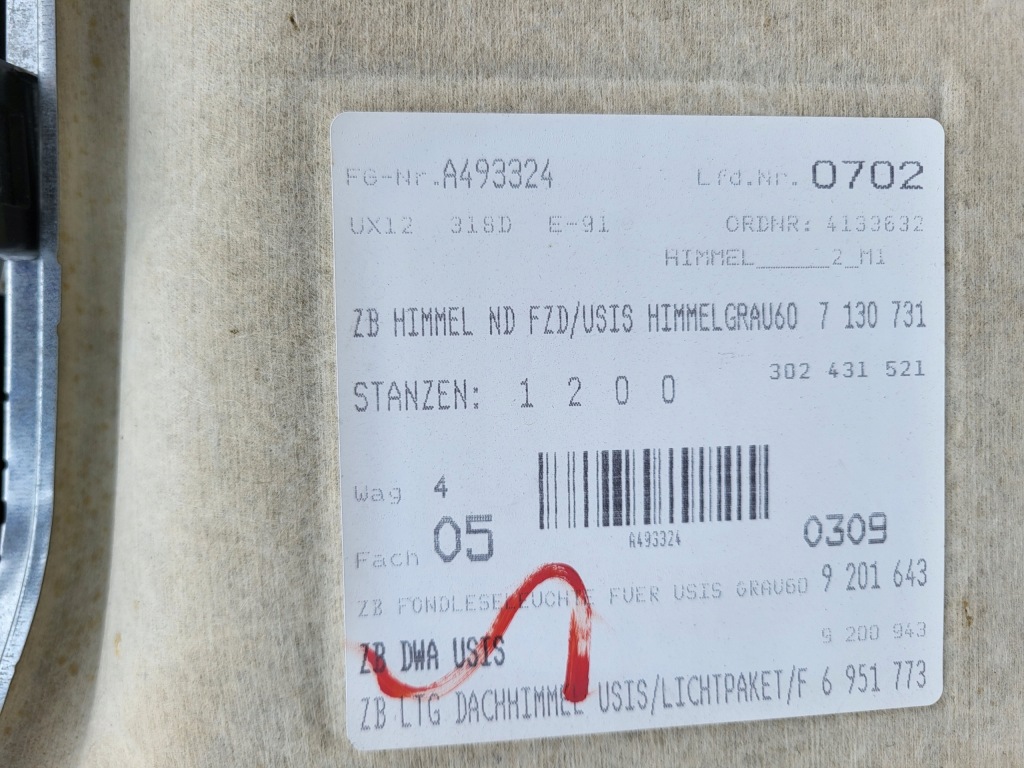 FG-Nr. A493324 Lfd.Nr. 0702
UX12 318D E-91 ORDNR: 4133632
HIMMEL______2_M1
ZB HIMMEL ND FZD/USIS HIMMELGRAU60 7 130 731
302 431 521
STANZEN: 1 2 0 0
Wag 4
Fach 05
A493324
0309
ZB FONDLESELEUCHTE FUER USIS GRAU60 9 201 643
ZB DWA USIS 9 200 943
ZB LTG DACHHIMMEL USIS/LICHTPAKET/F 6 951 773